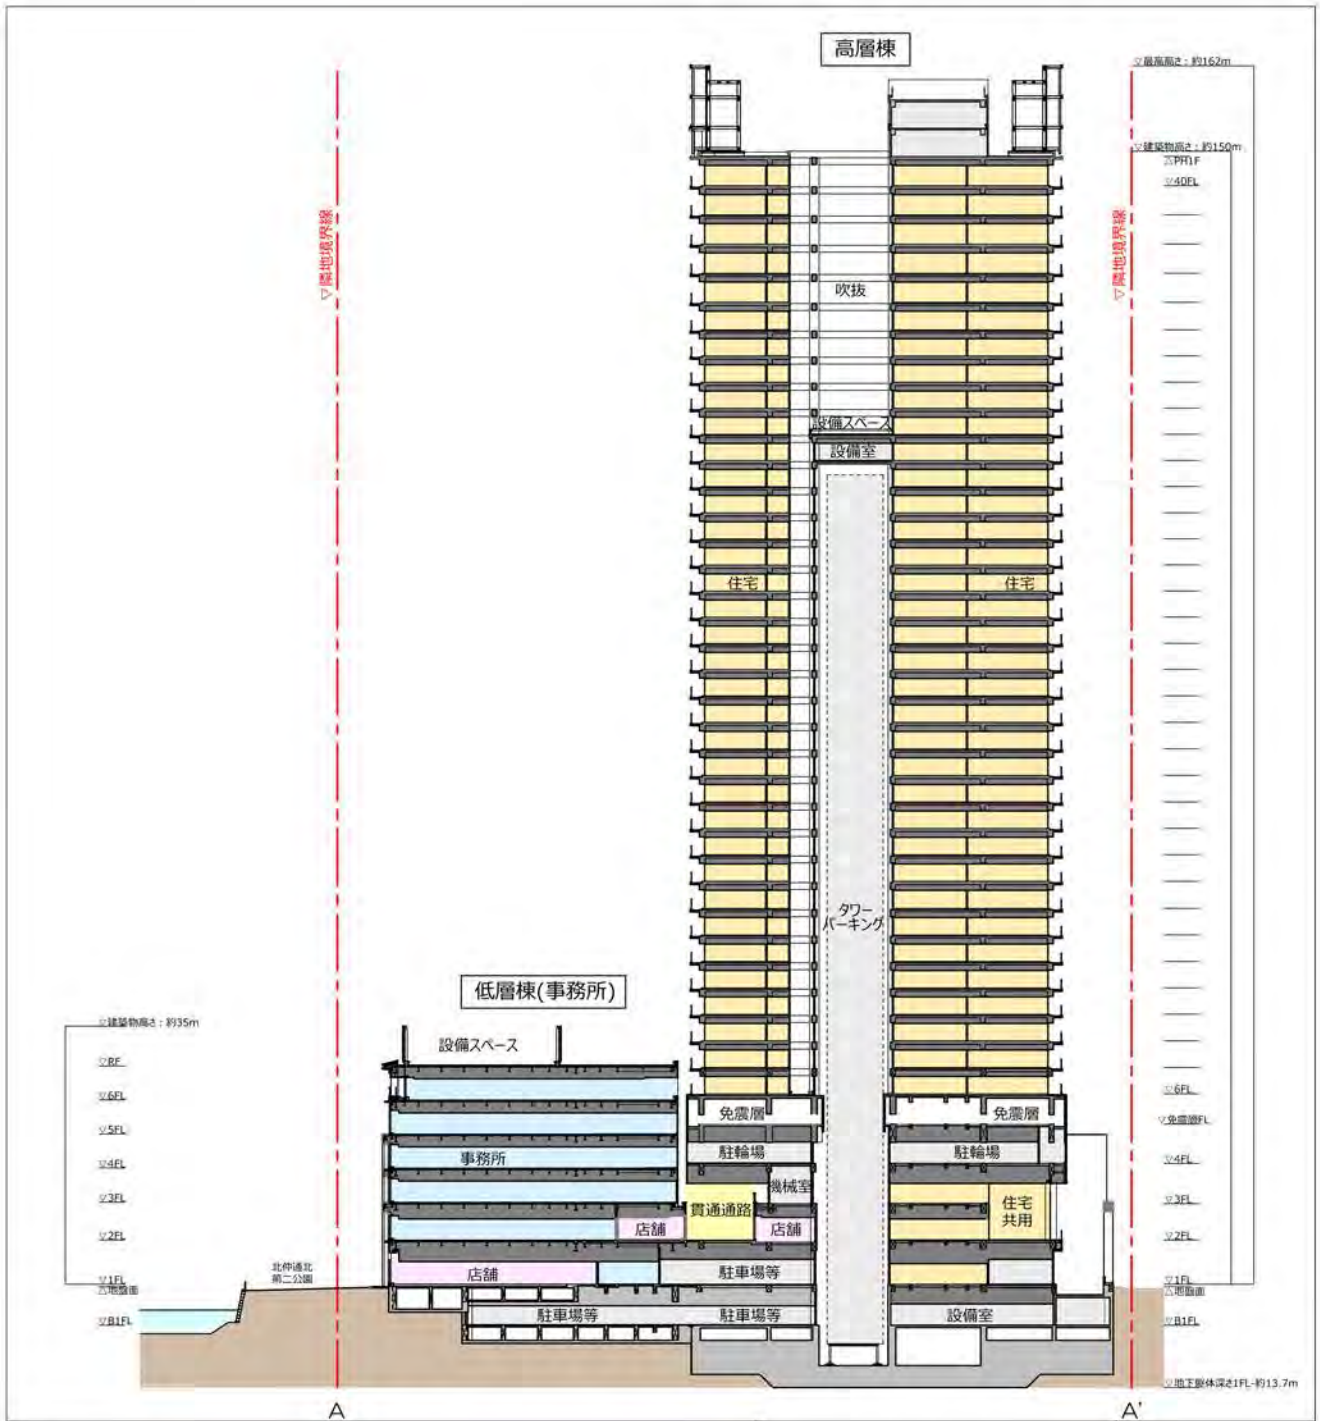 高層棟
▽最高高さ：約162m
▽建築物高さ：約150m
△PH1F
▽40FL
▽隣地境界線
▽隣地境界線
吹抜
設備スペース
設備室
住宅
住宅
タワー
パーキング
低層棟(事務所)
▽建築物高さ：約35m
設備スペース
▽RF
▽6FL
▽6FL
免震層
免震層
▽免震層FL
▽5FL
駐輪場
駐輪場
事務所
▽4FL
▽4FL
機械室
▽3FL
▽3FL
住宅
共用
貫通通路
店舗
店舗
▽2FL
▽2FL
北仲通北
第二公園
店舗
駐車場等
▽1FL
△地盤面
▽1FL
△地盤面
駐車場等
駐車場等
設備室
▽B1FL
▽B1FL
▽地下躯体深さ1FL-約13.7m
A
A'